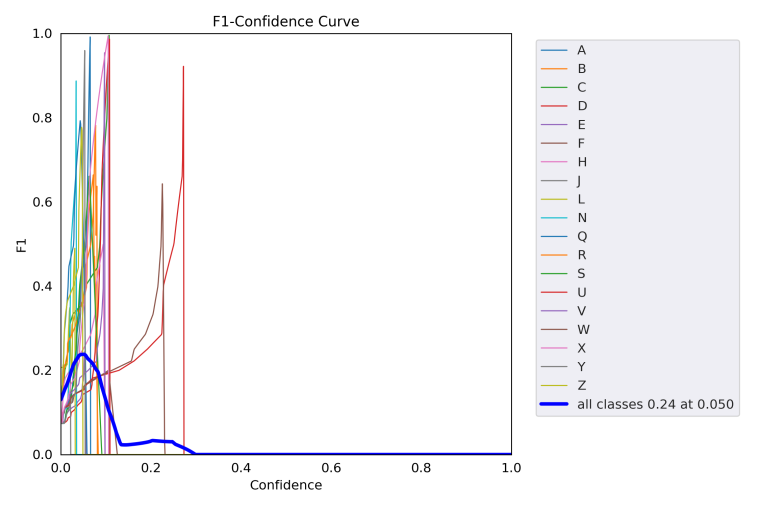 F1-Confidence Curve
1.0
0.8
0.6
0.4
0.2
0.0
F1
0.0 0.2 0.4 0.6 0.8 1.0
Confidence
A
B
C
D
E
F
H
J
L
N
Q
R
S
U
V
W
X
Y
Z
all classes 0.24 at 0.050